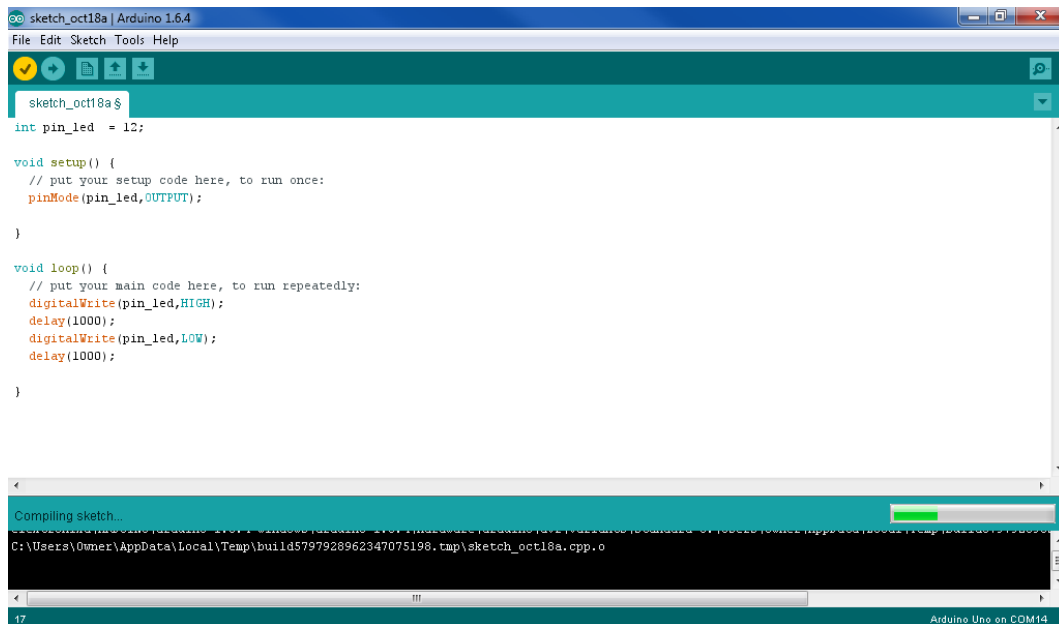 sketch_oct18a | Arduino 1.6.4
File Edit Sketch Tools Help
sketch_oct18a §
int pin_led  = 12;
void setup() {
  // put your setup code here, to run once:
  pinMode(pin_led,OUTPUT);
}
void loop() {
  // put your main code here, to run repeatedly:
  digitalWrite(pin_led,HIGH);
  delay(1000);
  digitalWrite(pin_led,LOW);
  delay(1000);
}
Compiling sketch...
C:\Users\Owner\AppData\Local\Temp\build5797928962347075198.tmp\sketch_oct18a.cpp.o
17
Arduino Uno on COM14